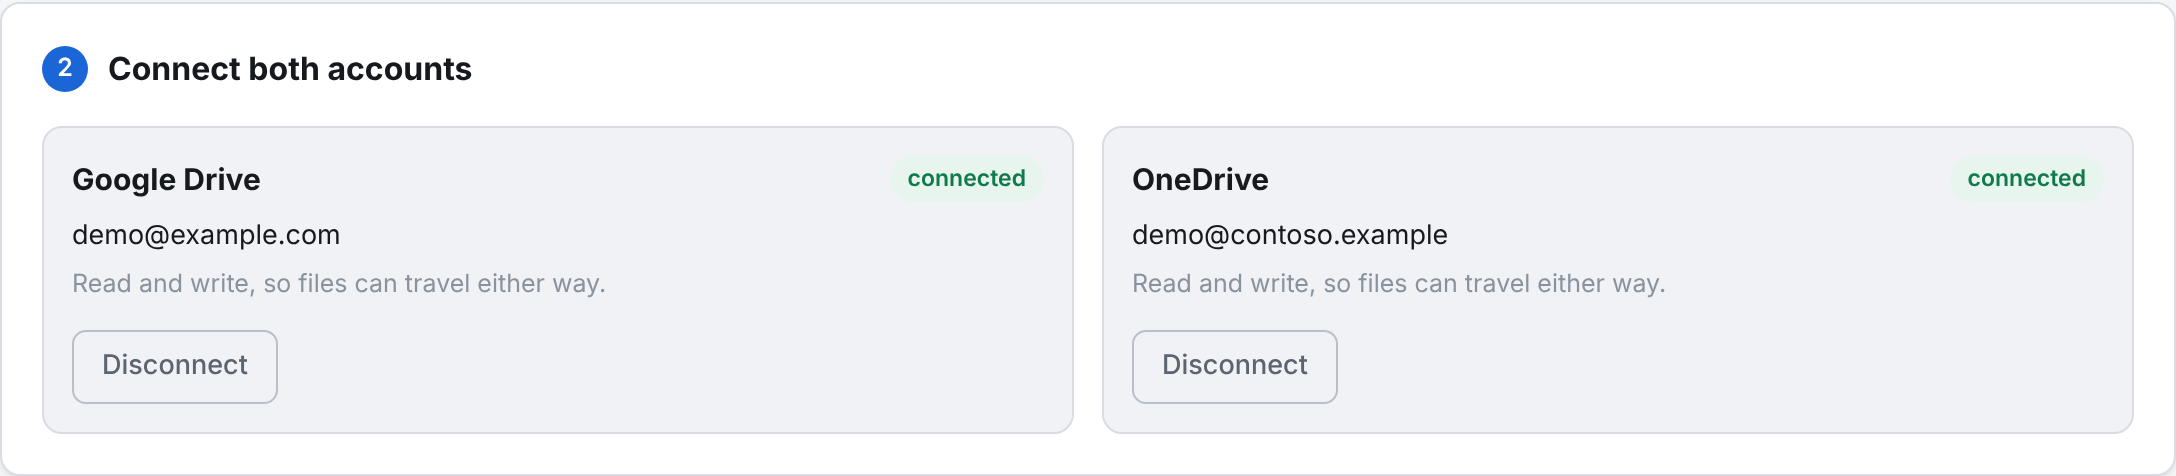 2 Connect both accounts
Google Drive connected
demo@example.com
Read and write, so files can travel either way.
Disconnect
OneDrive connected
demo@contoso.example
Read and write, so files can travel either way.
Disconnect